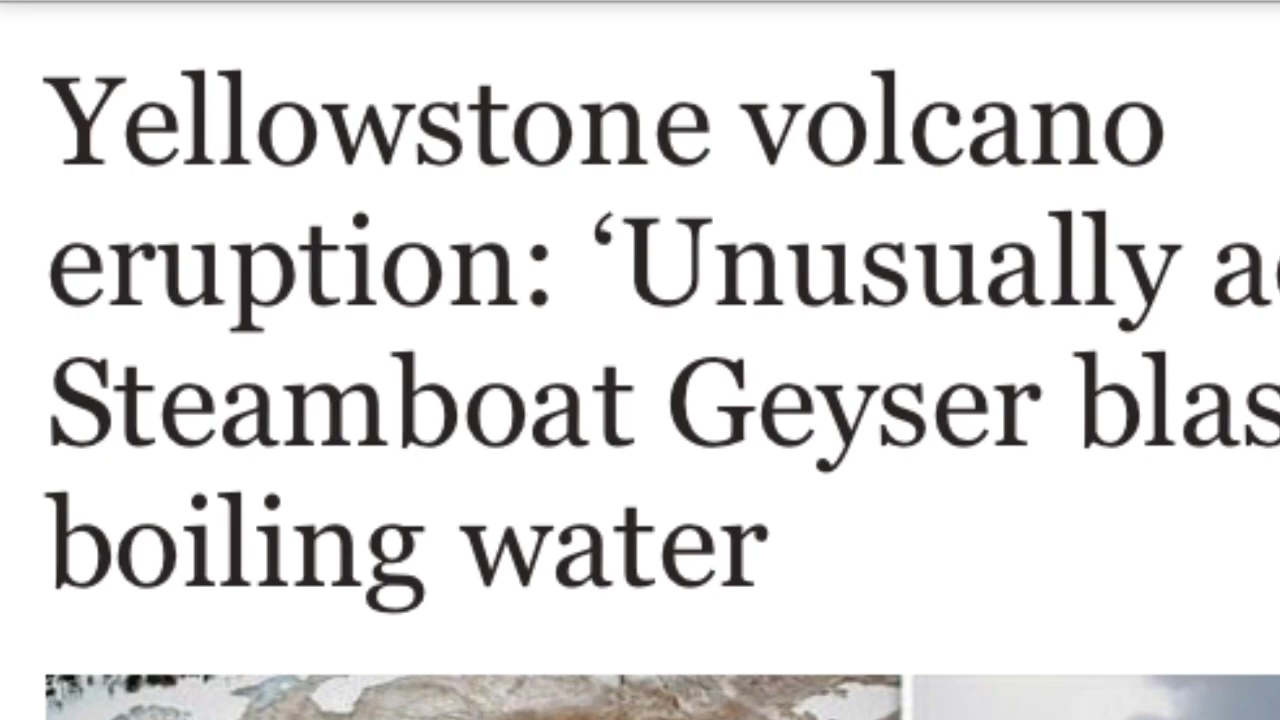 Yellowstone volcano
eruption: ‘Unusually
Steamboat Geyser
boiling water